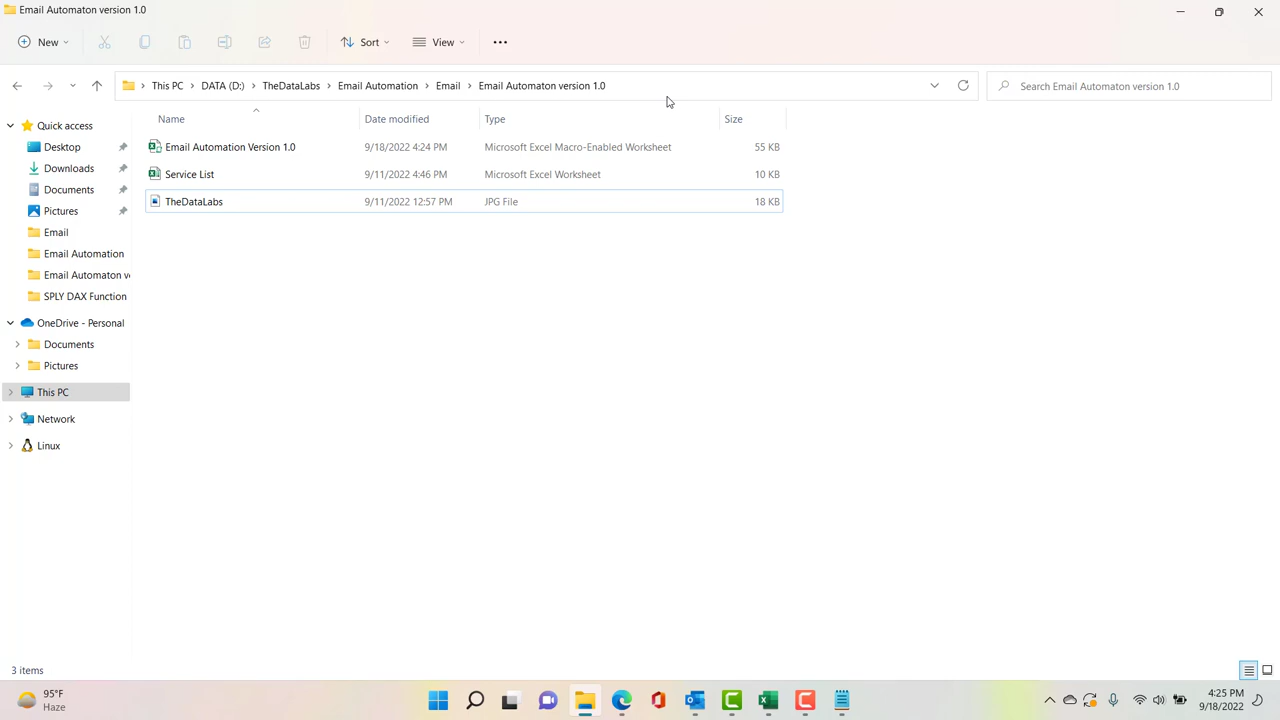 Email Automaton version 1.0
New Sort View
This PC DATA (D:) TheDataLabs Email Automation Email Email Automaton version 1.0 Search Email Automaton version 1.0
Name Date modified Type Size
Email Automation Version 1.0 9/18/2022 4:24 PM Microsoft Excel Macro-Enabled Worksheet 55 KB
Service List 9/11/2022 4:46 PM Microsoft Excel Worksheet 10 KB
TheDataLabs 9/11/2022 12:57 PM JPG File 18 KB
Quick access
Desktop
Downloads
Documents
Pictures
Email
Email Automation
Email Automaton ve
SPLY DAX Function
OneDrive - Personal
Documents
Pictures
This PC
Network
Linux
3 items
95°F
Haze
4:25 PM
9/18/2022